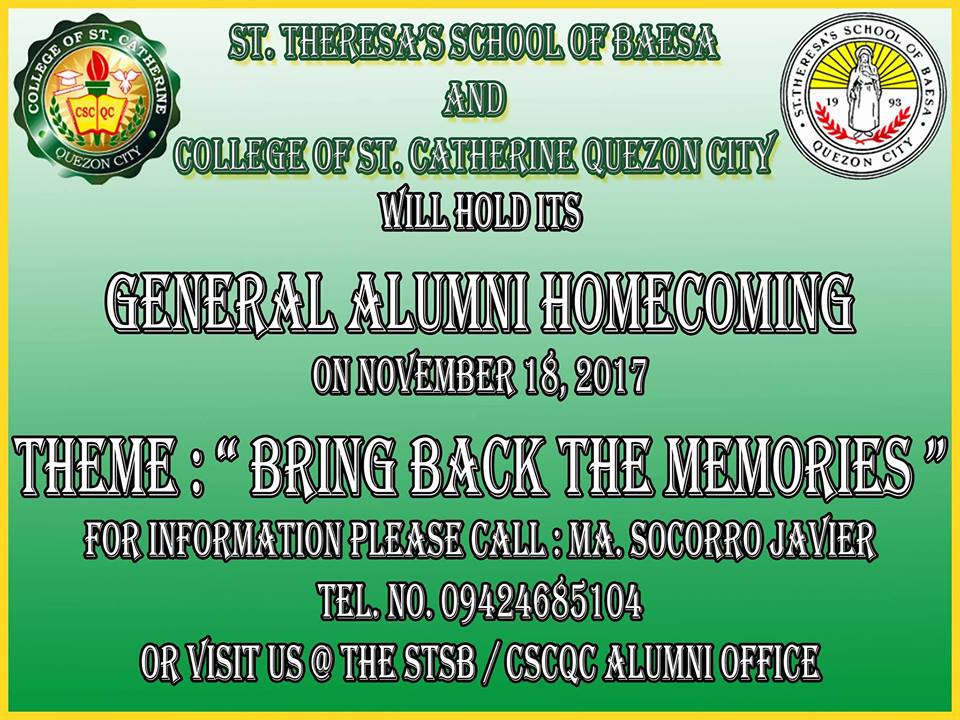 COLLEGE OF ST. CATHERINE
CSC QC
QUEZON CITY
ST. THERESA'S SCHOOL OF BAESA
AND
COLLEGE OF ST. CATHERINE QUEZON CITY
ST. THERESA'S SCHOOL OF BAESA
19 93
QUEZON CITY
WILL HOLD ITS
GENERAL ALUMNI HOMECOMING
ON NOVEMBER 18, 2017
THEME : “ BRING BACK THE MEMORIES ”
FOR INFORMATION PLEASE CALL : MA. SOCORRO JAVIER
TEL. NO. 09424685104
OR VISIT US @ THE STSB / CSCQC ALUMNI OFFICE